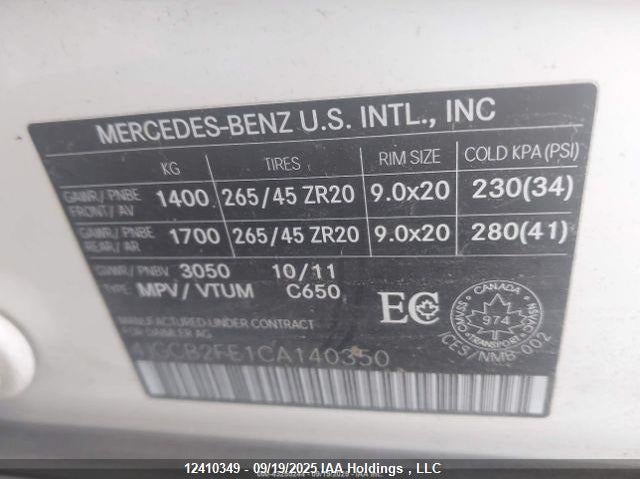 MERCEDES-BENZ U.S. INTL., INC
KG TIRES RIM SIZE COLD KPA (PSI)
GAWR / PNBE FRONT / AV 1400 265/45 ZR20 9.0x20 230(34)
GAWR / PNBE REAR / AR 1700 265/45 ZR20 9.0x20 280(41)
GVWR / PNBV 3050 10/11
TYPE: MPV / VTUM C650
EC
CANADA
CMVSS 974 NSVAC
TRANSPORT
ICES/NMB-002
MANUFACTURED UNDER CONTRACT
FOR DAIMLER AG
4JGCB2FE1CA140350
12410349 - 09/19/2025 IAA Holdings , LLC